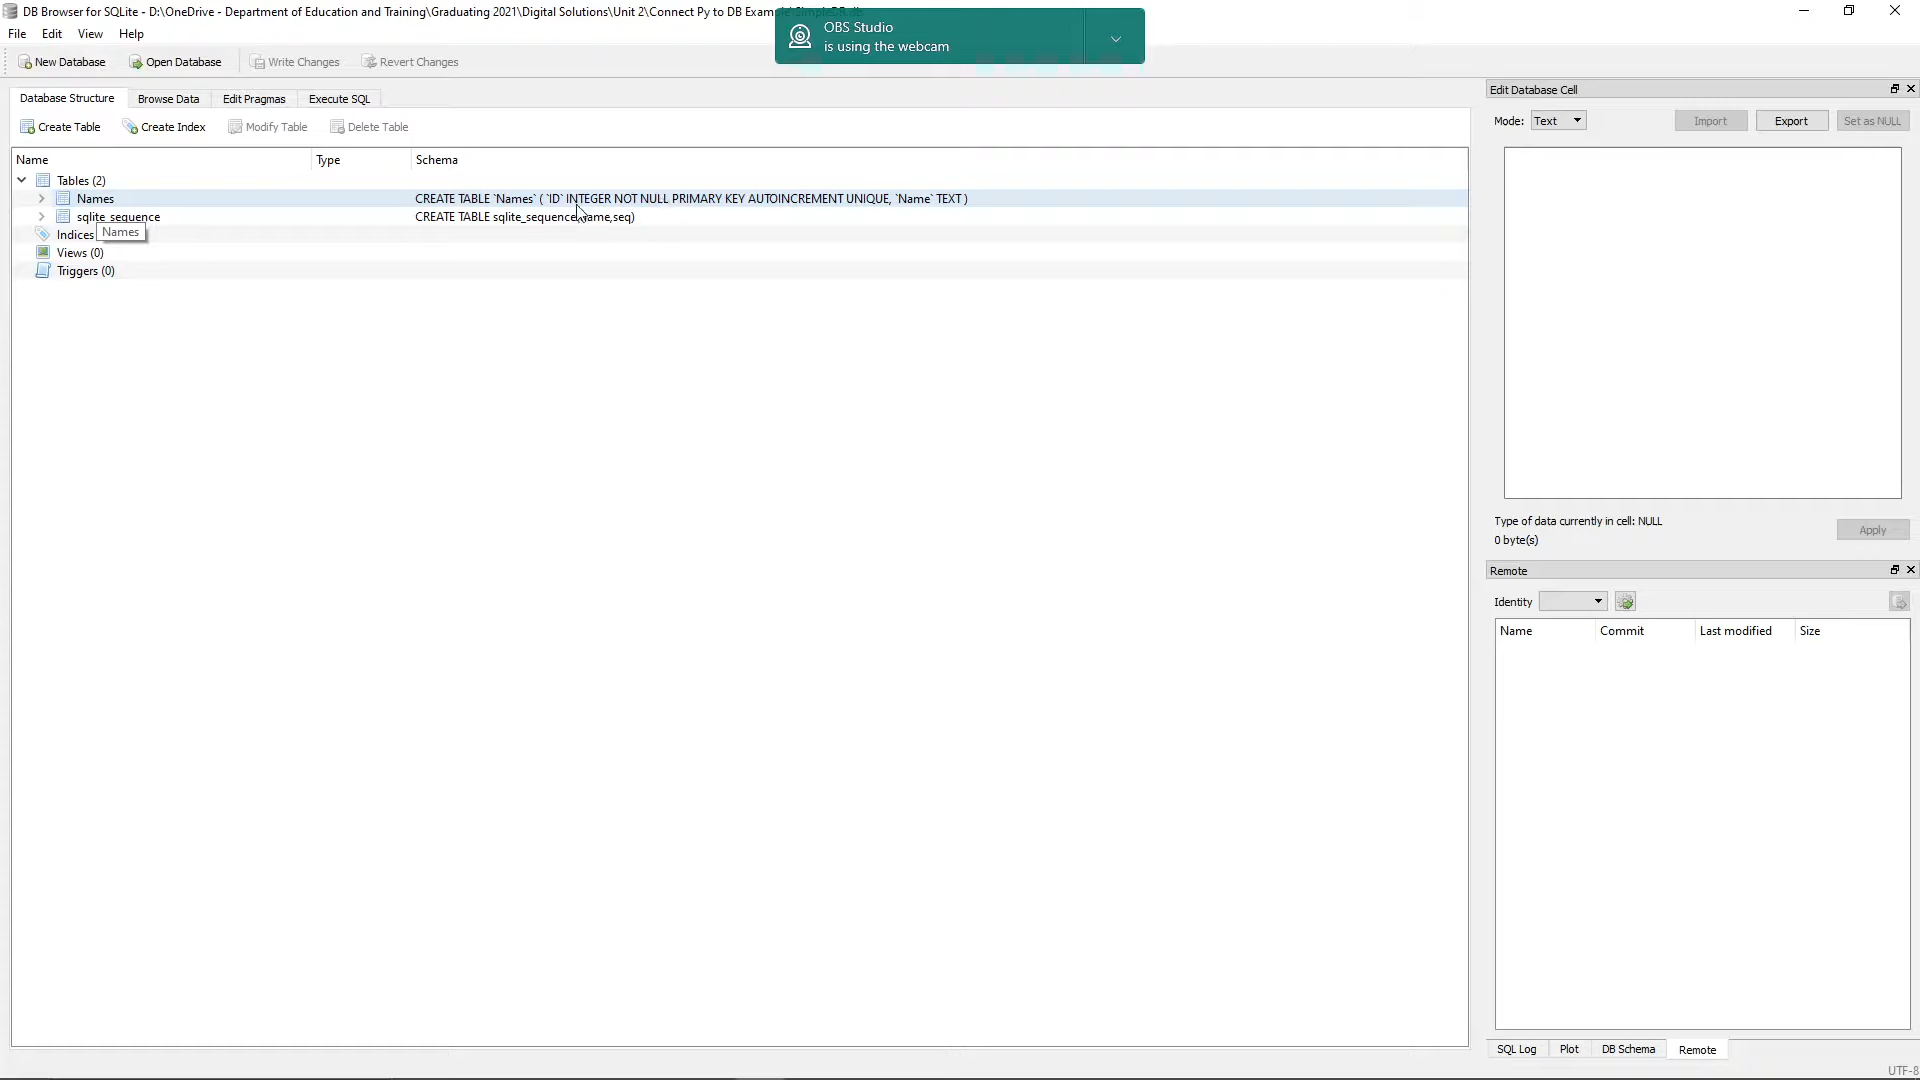 DB Browser for SQLite - D:\OneDrive - Department of Education and Training\Graduating 2021\Digital Solutions\Unit 2\Connect Py to DB Example\SimpleDB.db
OBS Studio
is using the webcam
File Edit View Help
New Database Open Database Write Changes Revert Changes
Database Structure Browse Data Edit Pragmas Execute SQL
Create Table Create Index Modify Table Delete Table
Name Type Schema
Tables (2)
Names CREATE TABLE `Names` ( `ID` INTEGER NOT NULL PRIMARY KEY AUTOINCREMENT UNIQUE, `Name` TEXT )
sqlite_sequence CREATE TABLE sqlite_sequence(name,seq)
Indices
Names
Views (0)
Triggers (0)
Edit Database Cell
Mode: Text Import Export Set as NULL
Type of data currently in cell: NULL
0 byte(s)
Apply
Remote
Identity
Name Commit Last modified Size
SQL Log Plot DB Schema Remote
UTF-8